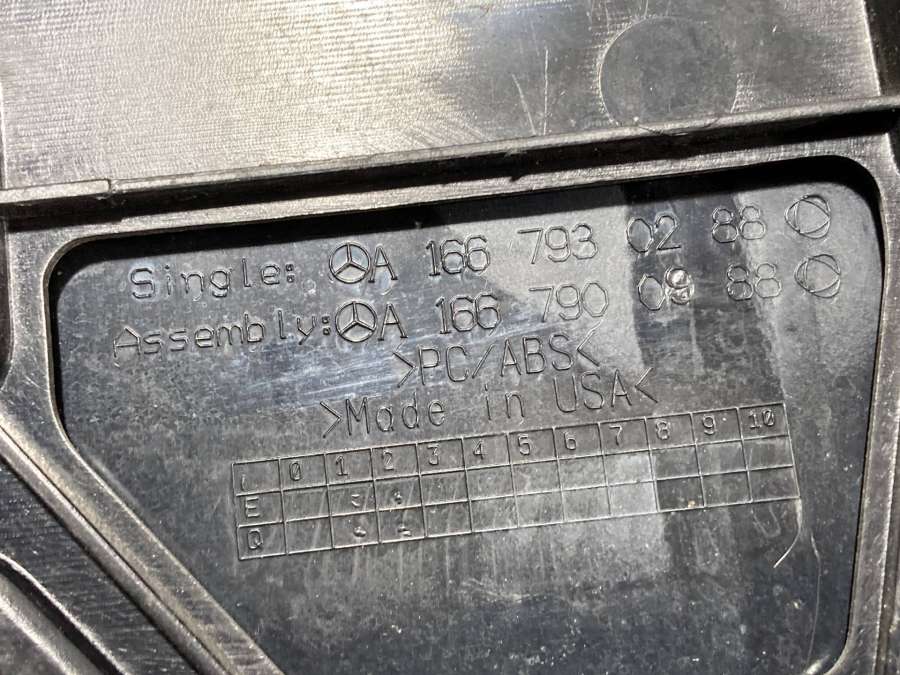 Single: A 166 793 02 88
Assembly: A 166 790 08 88
>PC/ABS<
>Made in USA<
/ 0 1 2 3 4 5 6 7 8 9 10
E
Q